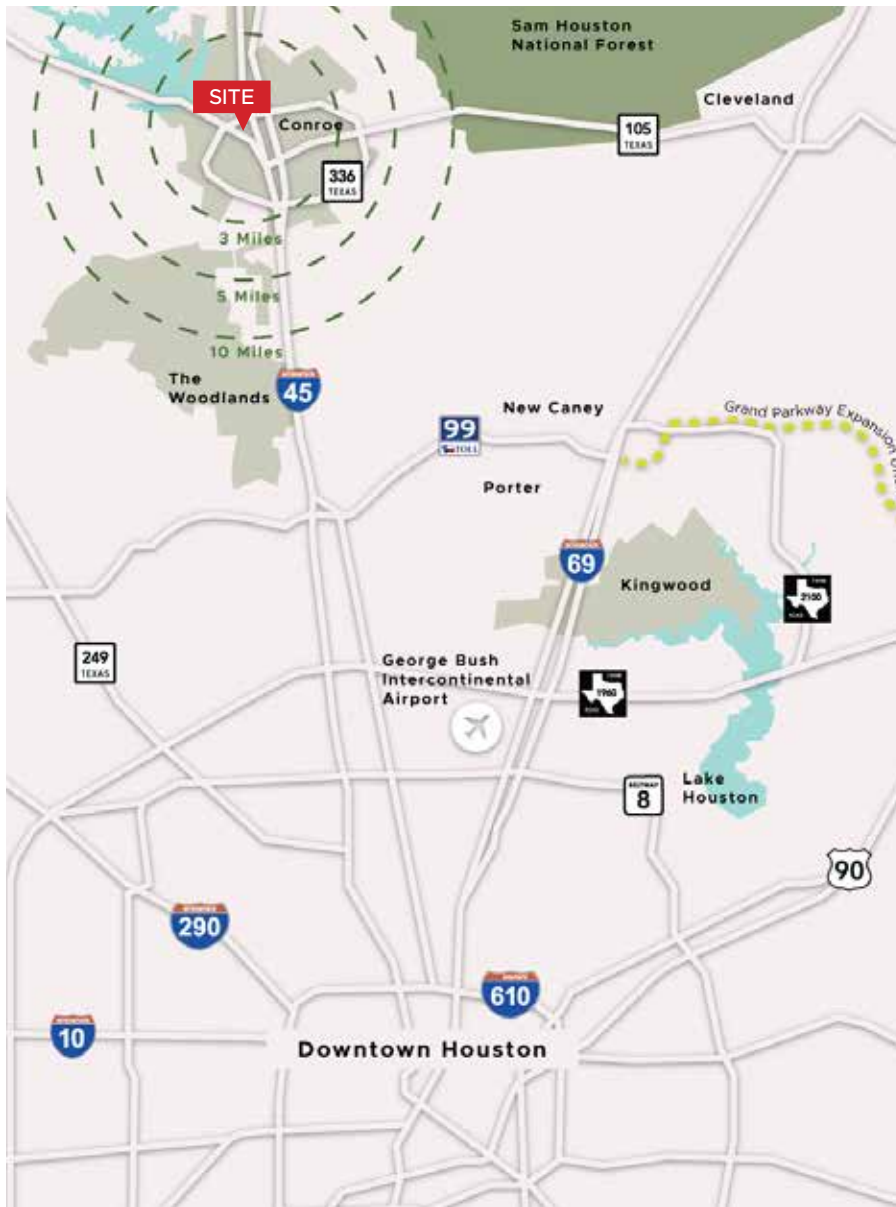 Sam Houston
National Forest
SITE
Cleveland
Conroe
105
TEXAS
336
TEXAS
3 Miles
5 Miles
10 Miles
The
Woodlands
45
New Caney
Grand Parkway Expansion
99
TOLL
Porter
69
Kingwood
2100
249
TEXAS
George Bush
Intercontinental
Airport
1960
Lake
Houston
BELTWAY
8
90
290
610
10
Downtown Houston